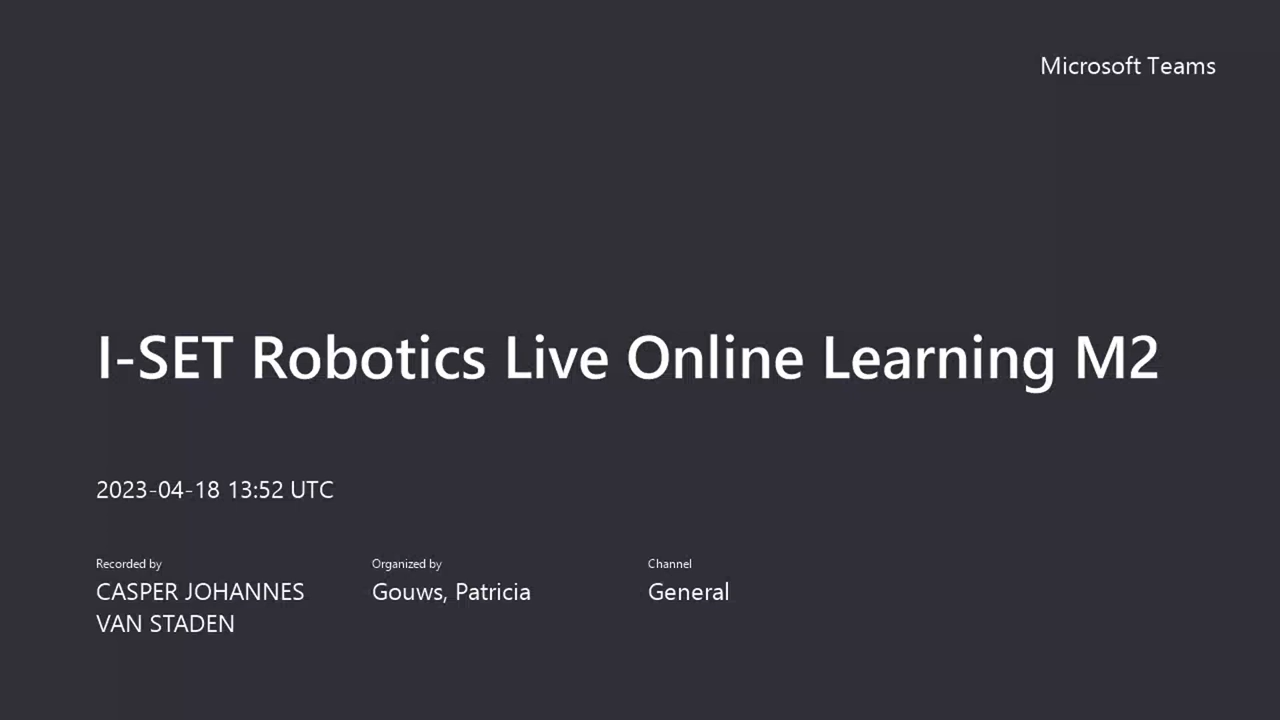 Microsoft Teams
I-SET Robotics Live Online Learning M2
2023-04-18 13:52 UTC
Recorded by
CASPER JOHANNES
VAN STADEN
Organized by
Gouws, Patricia
Channel
General